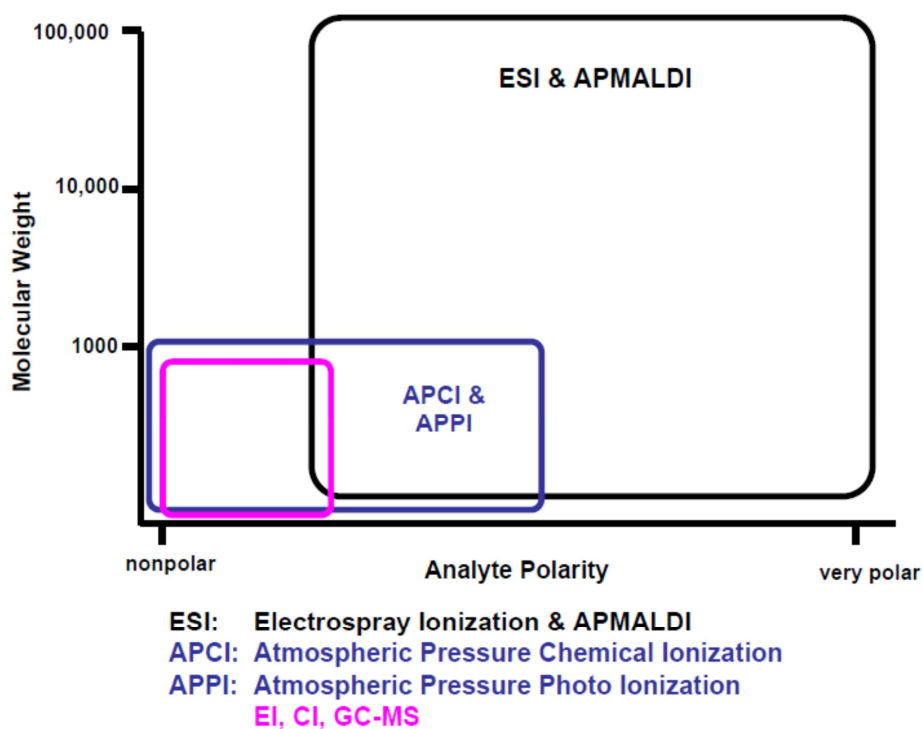 100,000
ESI & APMALDI
10,000
Molecular Weight
1000
APCI &
APPI
nonpolar
Analyte Polarity
very polar
ESI: Electrospray Ionization & APMALDI
APCI: Atmospheric Pressure Chemical Ionization
APPI: Atmospheric Pressure Photo Ionization
EI, CI, GC-MS